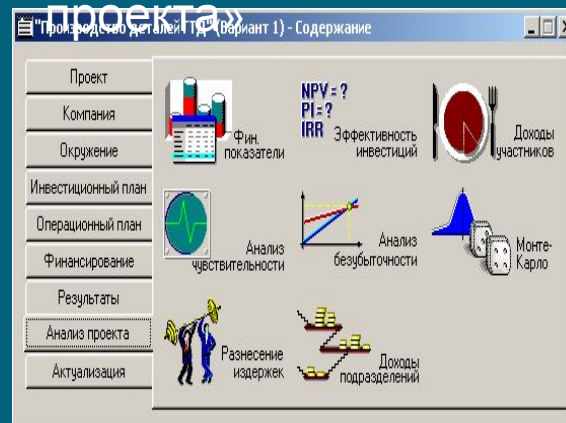 проекта»
"Производство деталей ТД" (Вариант 1) - Содержание
Проект
Компания
Окружение
Инвестиционный план
Операционный план
Финансирование
Результаты
Анализ проекта
Актуализация
Фин.
показатели
NPV = ?
PI = ?
IRR
Эффективность
инвестиций
Доходы
участников
Анализ
чувствительности
Анализ
безубыточности
Монте-
Карло
Разнесение
издержек
Доходы
подразделений